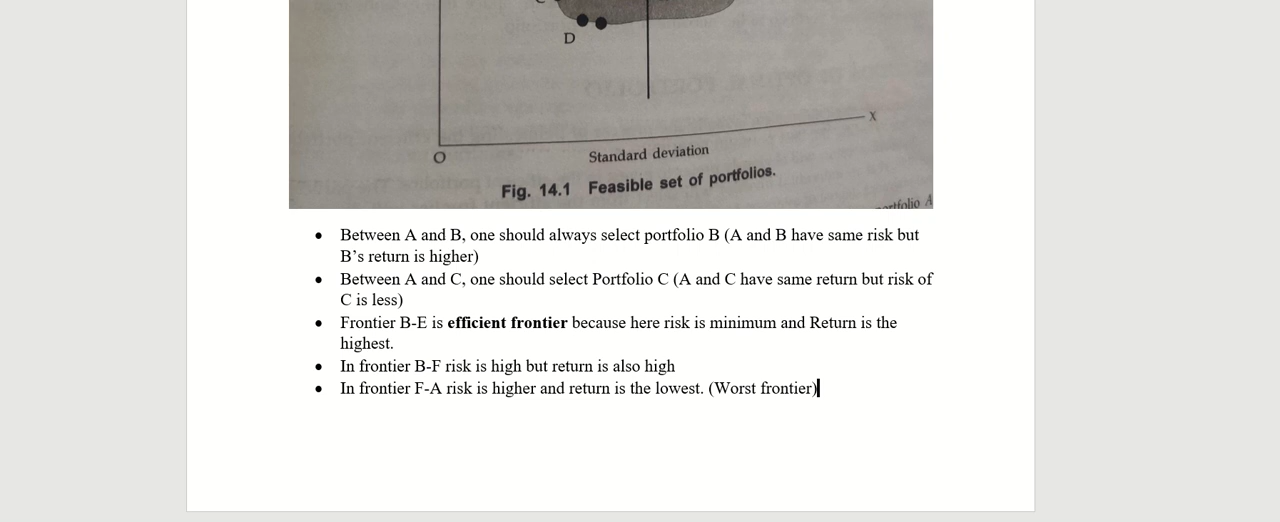 D
X
O
Standard deviation
Fig. 14.1 Feasible set of portfolios.
• Between A and B, one should always select portfolio B (A and B have same risk but
B’s return is higher)
• Between A and C, one should select Portfolio C (A and C have same return but risk of
C is less)
• Frontier B-E is efficient frontier because here risk is minimum and Return is the
highest.
• In frontier B-F risk is high but return is also high
• In frontier F-A risk is higher and return is the lowest. (Worst frontier)